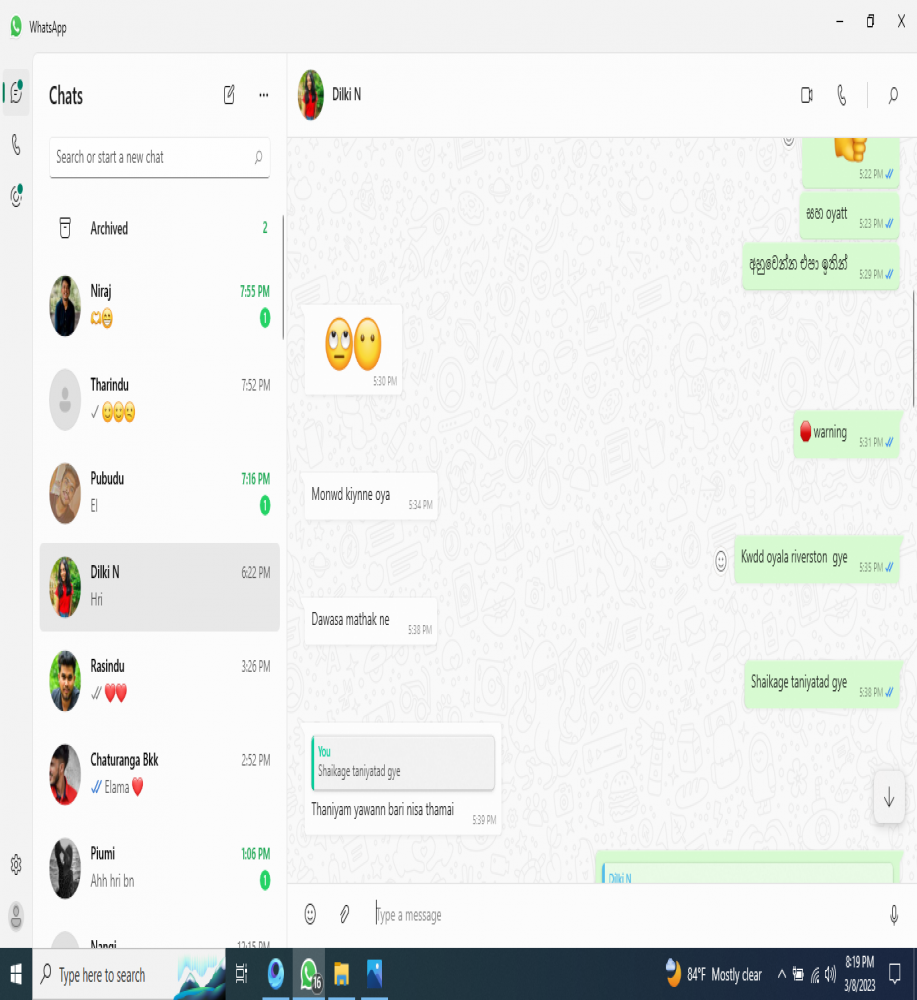 WhatsApp
Chats
Search or start a new chat
Archived 2
Niraj 7:55 PM
🫶😁 1
Tharindu 7:52 PM
✓ 🙂🙂☹️
Pubudu 7:16 PM
El 1
Dilki N 6:22 PM
Hri
Rasindu 3:26 PM
❤️❤️
Chaturanga Bkk 2:52 PM
Elama ❤️
Piumi 1:06 PM
Ahh hri bn 1
Nangi 12:15 PM
Dilki N
5:22 PM
සහ oyatt 5:23 PM
අනුවෙන්න එපා ඉතින් 5:29 PM
🙄😶
5:30 PM
🛑 warning 5:31 PM
Monwd kiynne oya 5:34 PM
Kwdd oyala riverston gye 5:35 PM
Dawasa mathak ne 5:38 PM
Shaikage taniyatad gye 5:38 PM
You
Shaikage taniyatad gye
Thaniyam yawann bari nisa thamai 5:39 PM
Dilki N
Type a message
Type here to search
16
84°F Mostly clear
8:19 PM
3/8/2023